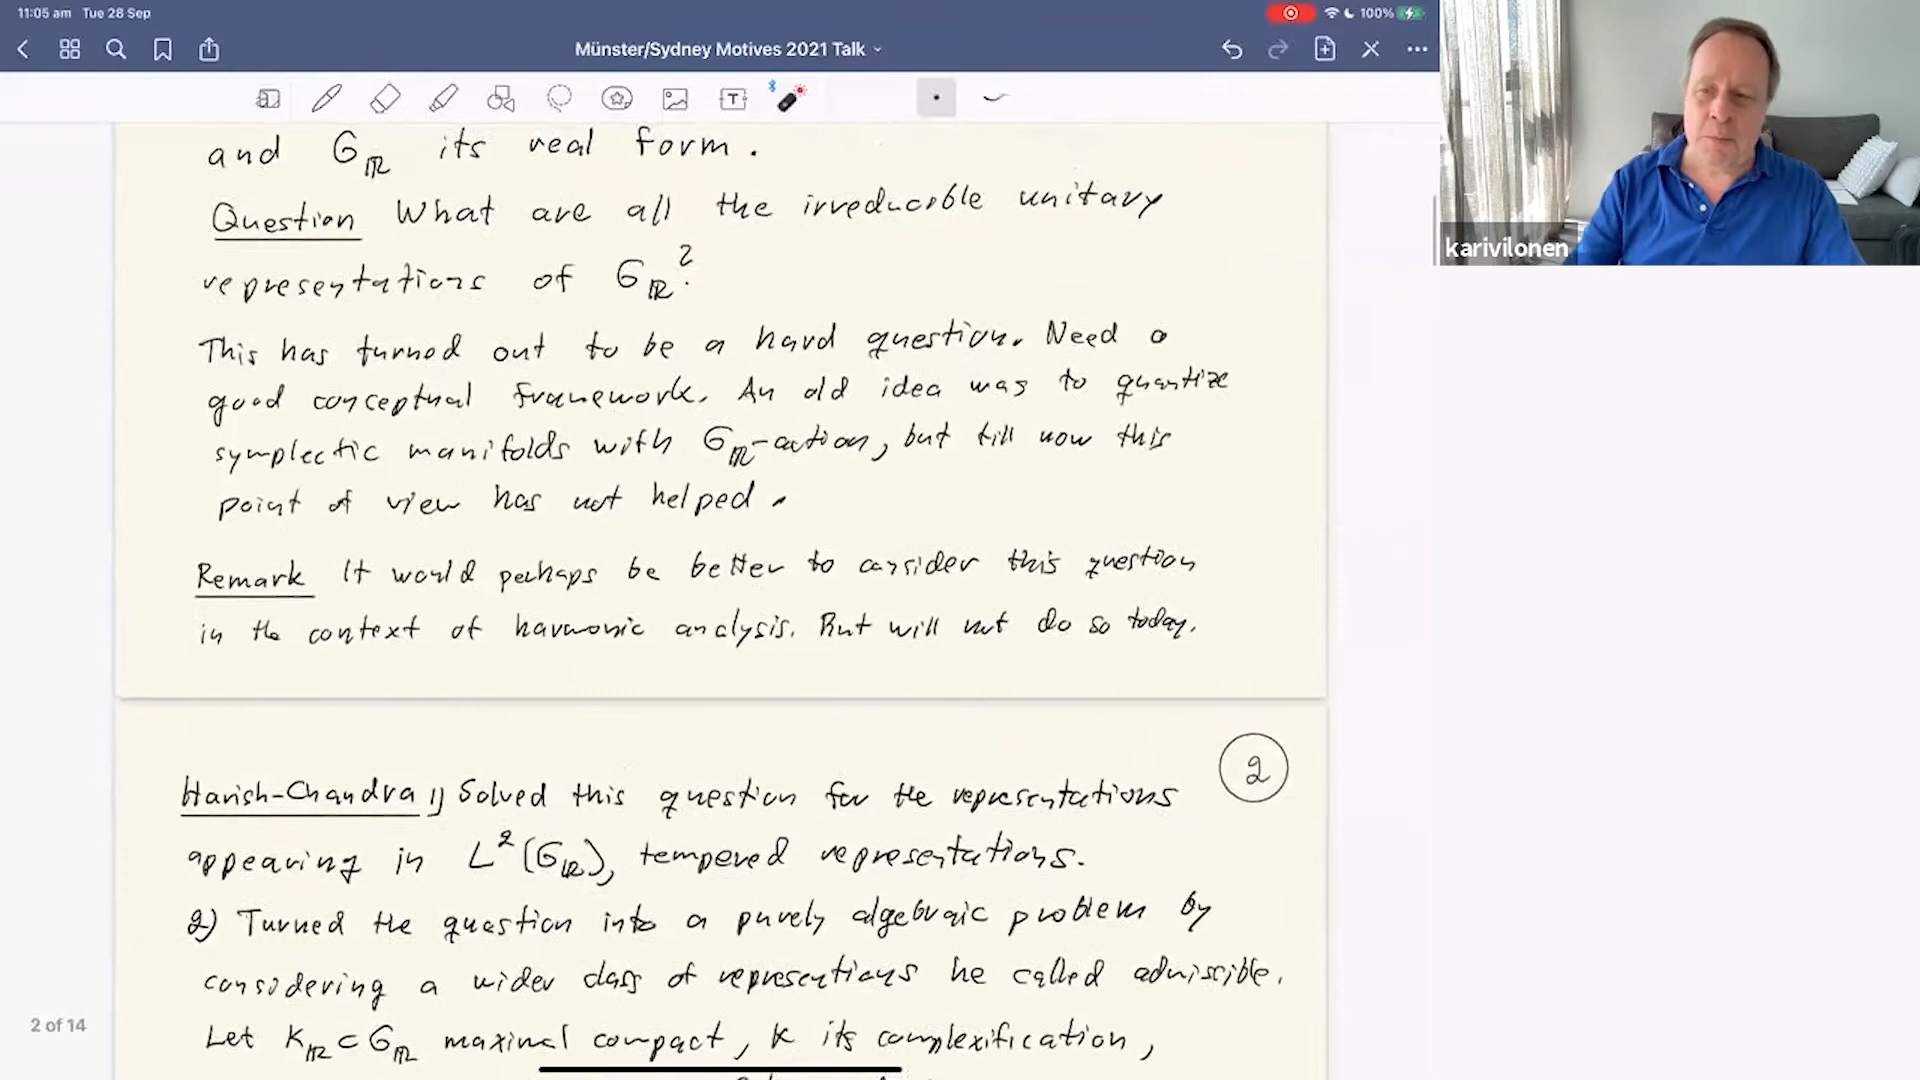 11:05 am Tue 28 Sep
100%
Münster/Sydney Motives 2021 Talk
T
karivilonen
and G_ℝ its real form.
Question What are all the irreducible unitary
representations of G_ℝ?
This has turned out to be a hard question. Need a
good conceptual framework. An old idea was to quantize
symplectic manifolds with G_ℝ-action, but till now this
point of view has not helped.
Remark It would perhaps be better to consider this question
in the context of harmonic analysis. But will not do so today.
2
Harish-Chandra 1) Solved this question for the representations
appearing in L²(G_ℝ), tempered representations.
2) Turned the question into a purely algebraic problem by
considering a wider class of representions he called admissible.
Let K_ℝ ⊂ G_ℝ maximal compact, K its complexification,
2 of 14